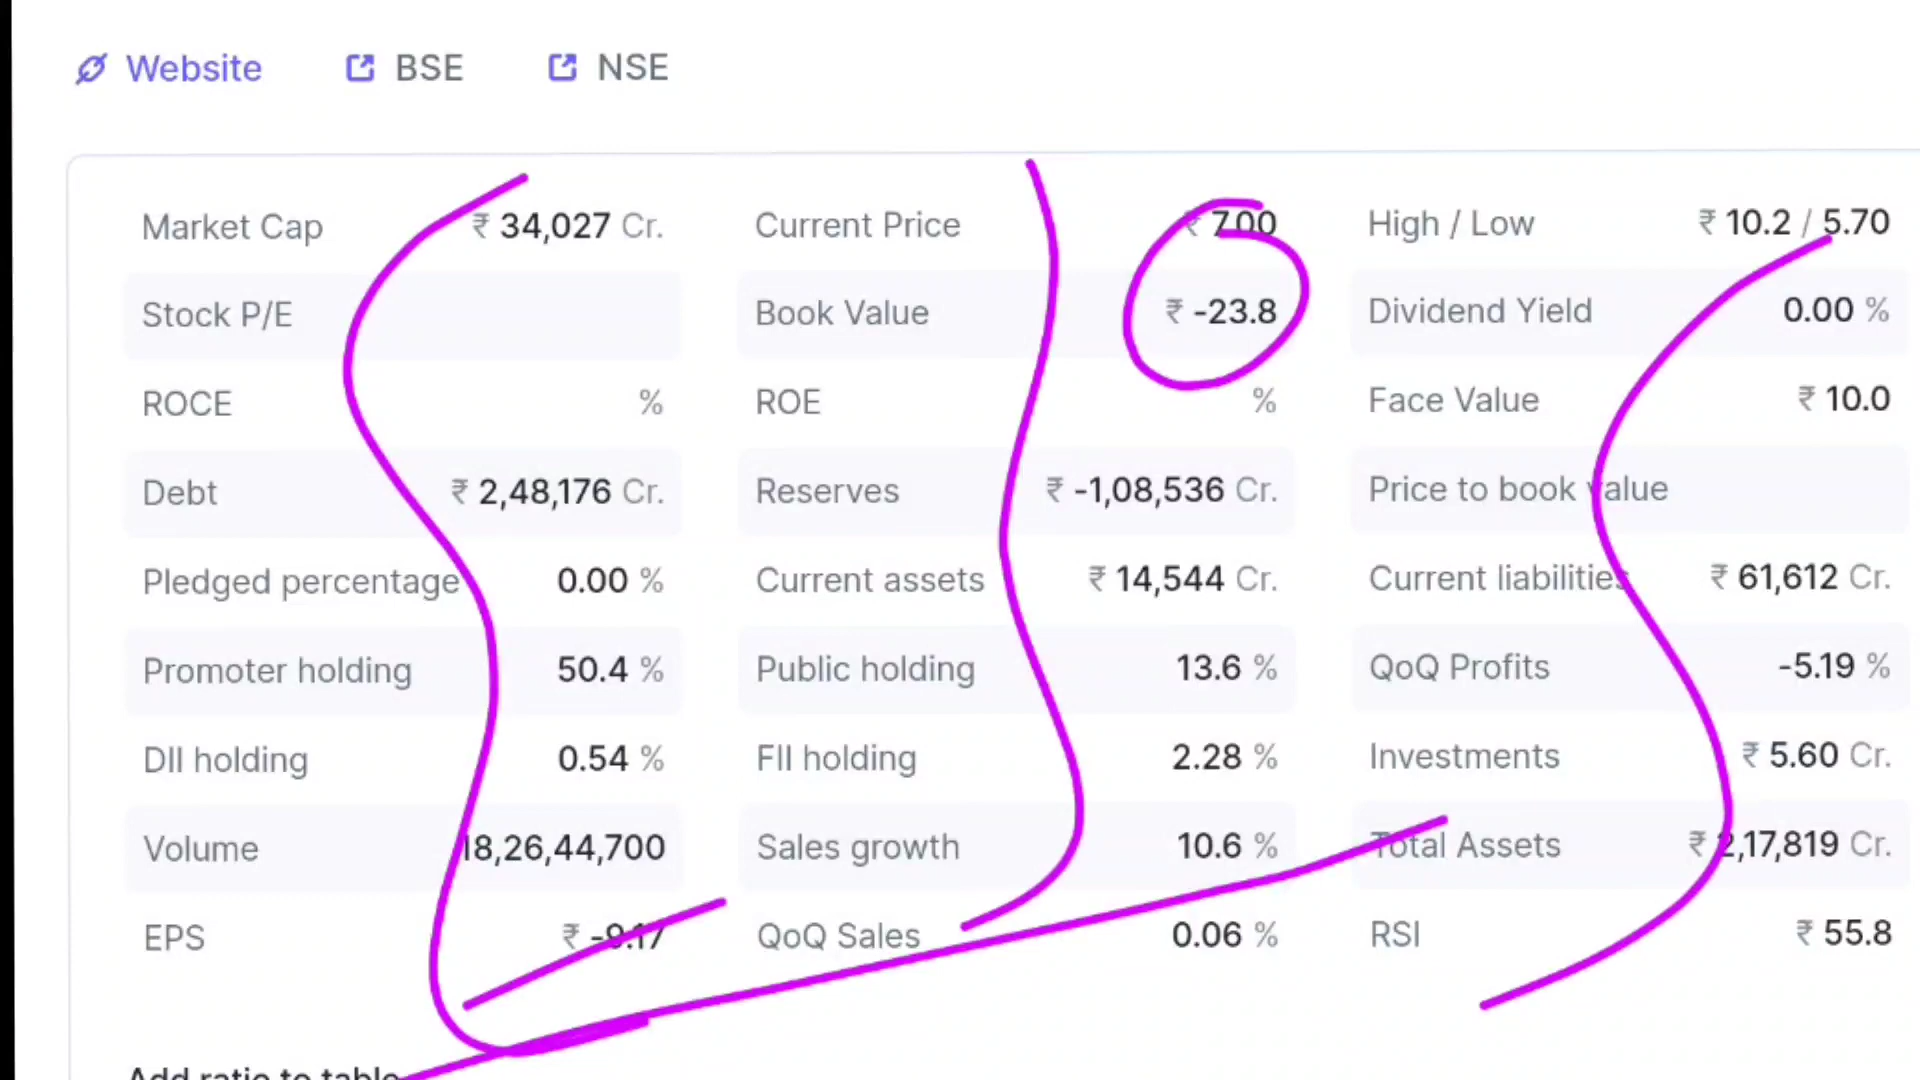 Website BSE NSE
Market Cap ₹ 34,027 Cr. Current Price ₹ 7.00 High / Low ₹ 10.2 / 5.70
Stock P/E Book Value ₹ -23.8 Dividend Yield 0.00 %
ROCE % ROE % Face Value ₹ 10.0
Debt ₹ 2,48,176 Cr. Reserves ₹ -1,08,536 Cr. Price to book value
Pledged percentage 0.00 % Current assets ₹ 14,544 Cr. Current liabilities ₹ 61,612 Cr.
Promoter holding 50.4 % Public holding 13.6 % QoQ Profits -5.19 %
DII holding 0.54 % FII holding 2.28 % Investments ₹ 5.60 Cr.
Volume 18,26,44,700 Sales growth 10.6 % Total Assets ₹ 2,17,819 Cr.
EPS ₹ -9.17 QoQ Sales 0.06 % RSI ₹ 55.8
Add ratio to table